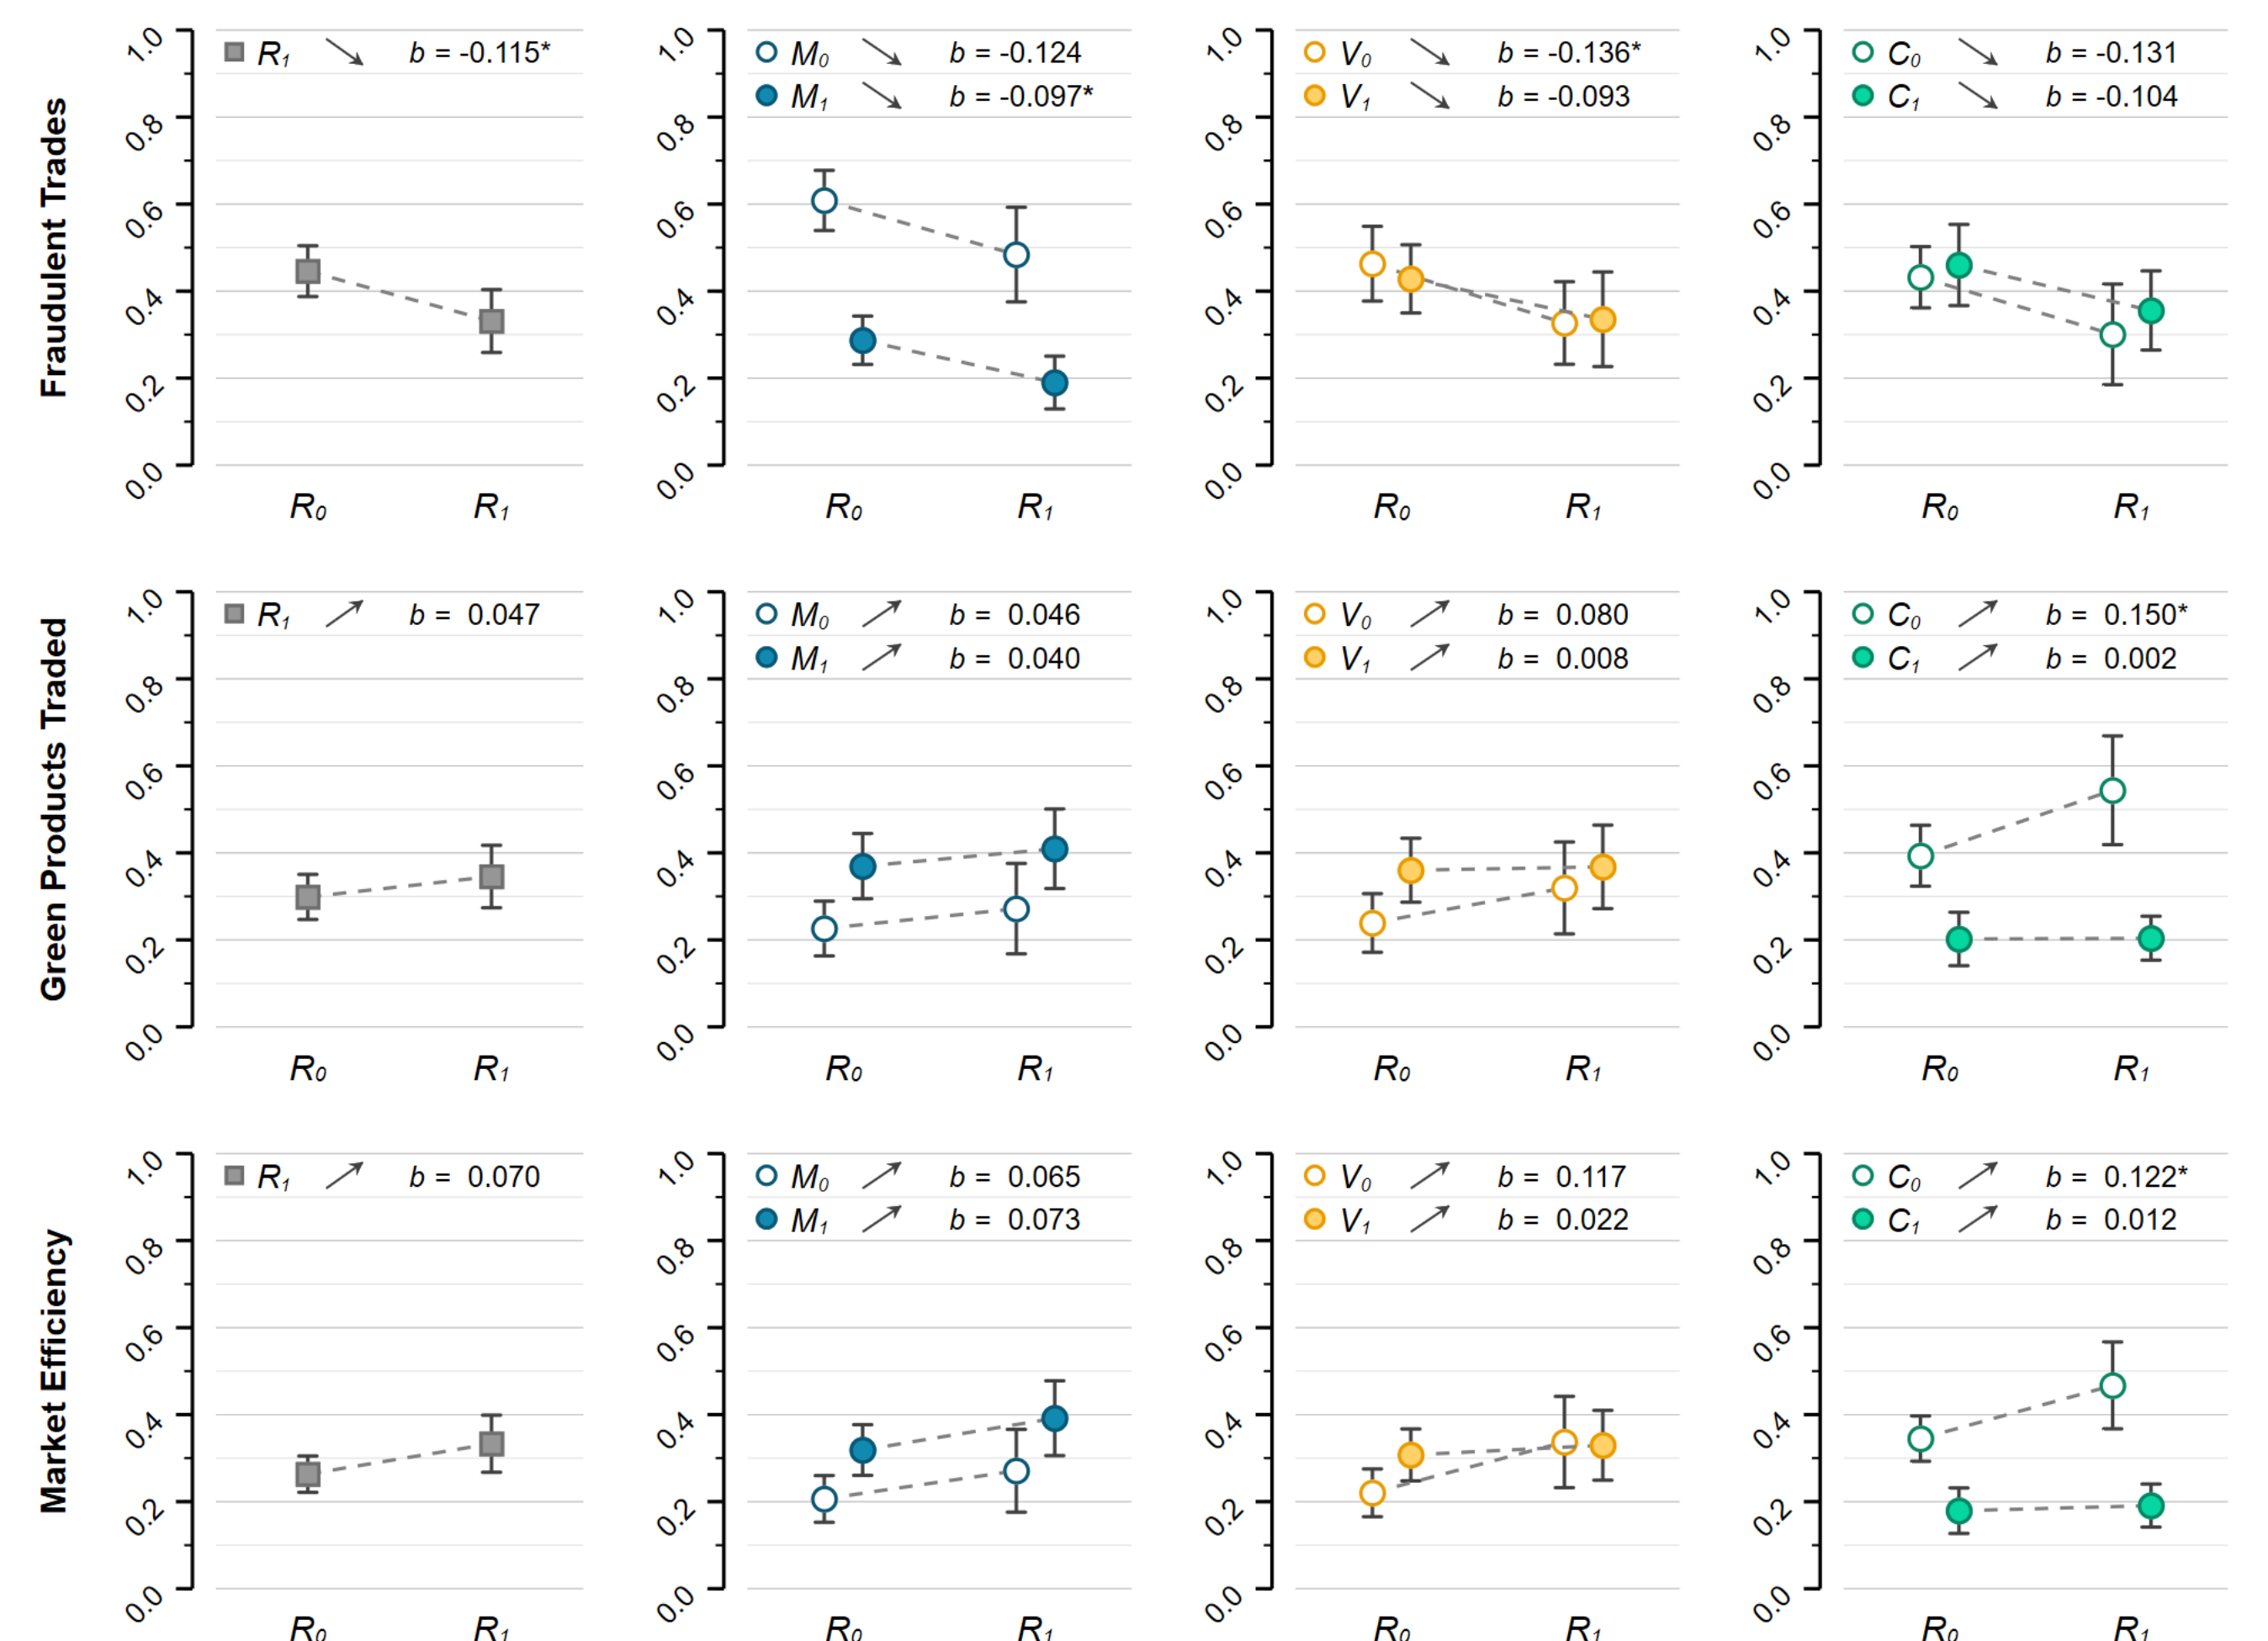 Fraudulent Trades
1.0
0.8
0.6
0.4
0.2
0.0
R1 b = -0.115*
R0 R1
1.0
0.8
0.6
0.4
0.2
0.0
M0 b = -0.124
M1 b = -0.097*
R0 R1
1.0
0.8
0.6
0.4
0.2
0.0
V0 b = -0.136*
V1 b = -0.093
R0 R1
1.0
0.8
0.6
0.4
0.2
0.0
C0 b = -0.131
C1 b = -0.104
R0 R1
Green Products Traded
1.0
0.8
0.6
0.4
0.2
0.0
R1 b = 0.047
R0 R1
1.0
0.8
0.6
0.4
0.2
0.0
M0 b = 0.046
M1 b = 0.040
R0 R1
1.0
0.8
0.6
0.4
0.2
0.0
V0 b = 0.080
V1 b = 0.008
R0 R1
1.0
0.8
0.6
0.4
0.2
0.0
C0 b = 0.150*
C1 b = 0.002
R0 R1
Market Efficiency
1.0
0.8
0.6
0.4
0.2
0.0
R1 b = 0.070
R0 R1
1.0
0.8
0.6
0.4
0.2
0.0
M0 b = 0.065
M1 b = 0.073
R0 R1
1.0
0.8
0.6
0.4
0.2
0.0
V0 b = 0.117
V1 b = 0.022
R0 R1
1.0
0.8
0.6
0.4
0.2
0.0
C0 b = 0.122*
C1 b = 0.012
R0 R1